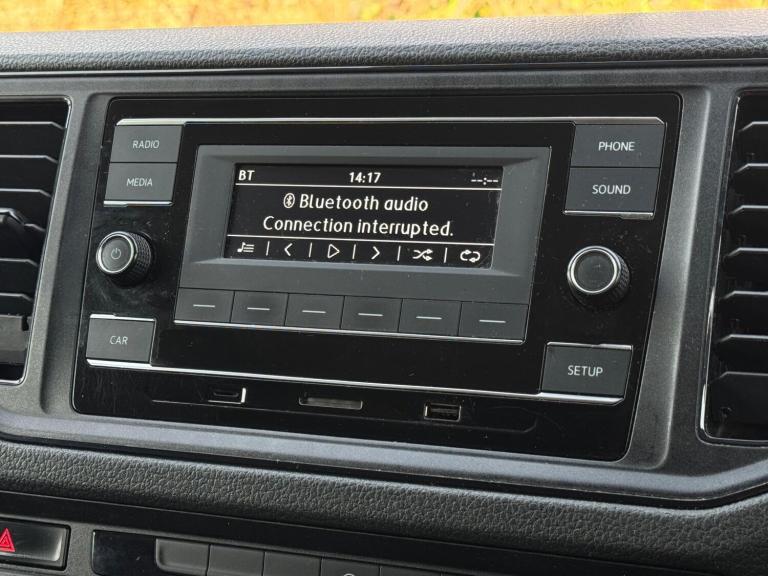 RADIO
MEDIA
BT 14:17 --:--
Bluetooth audio
Connection interrupted.
PHONE
SOUND
CAR
SETUP